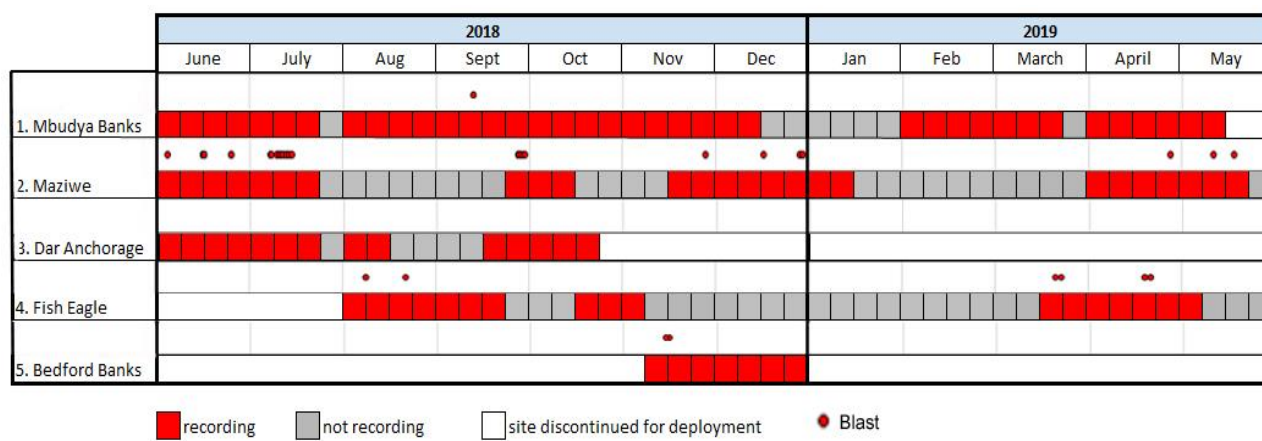 2018 2019
June July Aug Sept Oct Nov Dec Jan Feb March April May
1. Mbudya Banks
2. Maziwe
3. Dar Anchorage
4. Fish Eagle
5. Bedford Banks
recording not recording site discontinued for deployment Blast